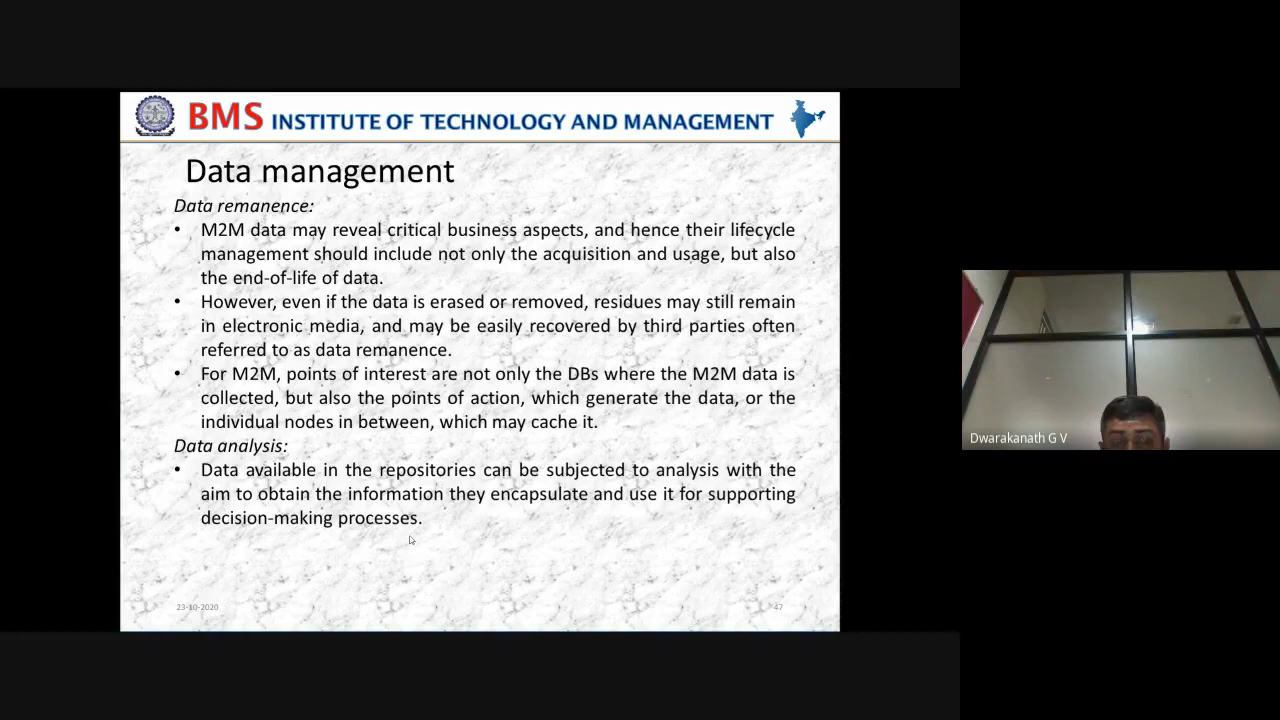 BMS INSTITUTE OF TECHNOLOGY AND MANAGEMENT
Data management
Data remanence:
• M2M data may reveal critical business aspects, and hence their lifecycle
management should include not only the acquisition and usage, but also
the end-of-life of data.
• However, even if the data is erased or removed, residues may still remain
in electronic media, and may be easily recovered by third parties often
referred to as data remanence.
• For M2M, points of interest are not only the DBs where the M2M data is
collected, but also the points of action, which generate the data, or the
individual nodes in between, which may cache it.
Data analysis:
• Data available in the repositories can be subjected to analysis with the
aim to obtain the information they encapsulate and use it for supporting
decision-making processes.
23-10-2020
47
Dwarakanath G V